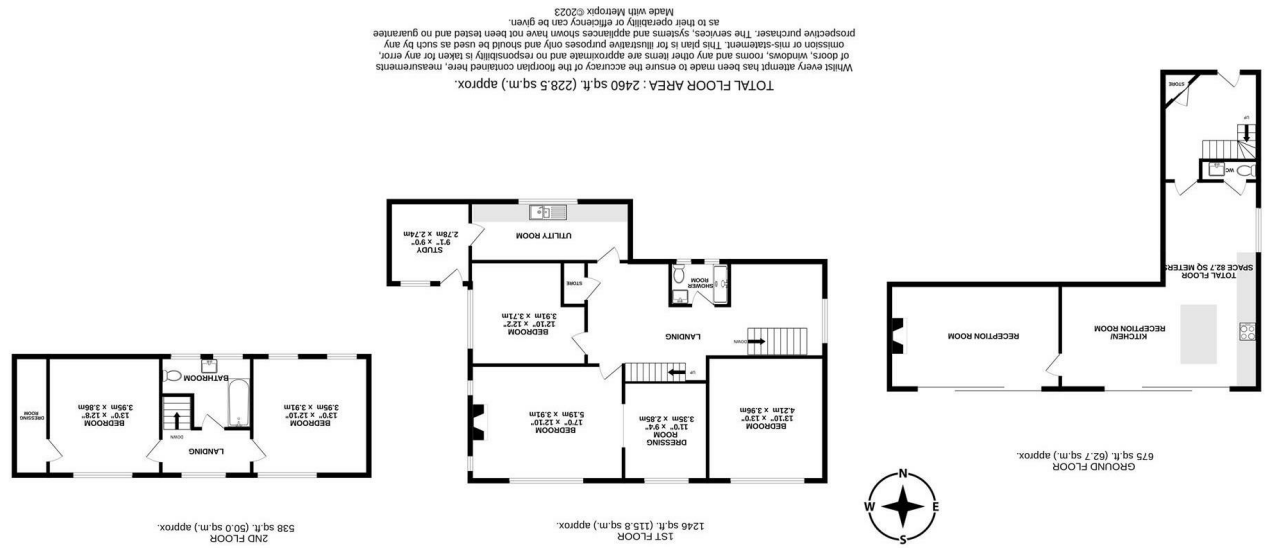 GROUND FLOOR
675 sq.ft. (62.7 sq.m.) approx.
KITCHEN/
RECEPTION ROOM
RECEPTION ROOM
TOTAL FLOOR
SPACE 82.7 SQ METERS
WC
UP
STORE
1ST FLOOR
1246 sq.ft. (115.8 sq.m.) approx.
BEDROOM
13'10" x 13'0"
4.21m x 3.96m
DRESSING
ROOM
11'0" x 9'4"
3.35m x 2.85m
BEDROOM
17'0" x 12'10"
5.19m x 3.91m
UP
DOWN
LANDING
BEDROOM
12'10" x 12'2"
3.91m x 3.71m
SHOWER
ROOM
STORE
UTILITY ROOM
STUDY
9'1" x 9'0"
2.78m x 2.74m
2ND FLOOR
538 sq.ft. (50.0 sq.m.) approx.
LANDING
DOWN
BEDROOM
13'0" x 12'10"
3.95m x 3.91m
BEDROOM
13'0" x 12'8"
3.95m x 3.86m
DRESSING
ROOM
BATHROOM
N
W
E
S
TOTAL FLOOR AREA : 2460 sq.ft. (228.5 sq.m.) approx.
Whilst every attempt has been made to ensure the accuracy of the floorplan contained here, measurements
of doors, windows, rooms and any other items are approximate and no responsibility is taken for any error,
omission or mis-statement. This plan is for illustrative purposes only and should be used as such by any
prospective purchaser. The services, systems and appliances shown have not been tested and no guarantee
as to their operability or efficiency can be given.
Made with Metropix ©2023